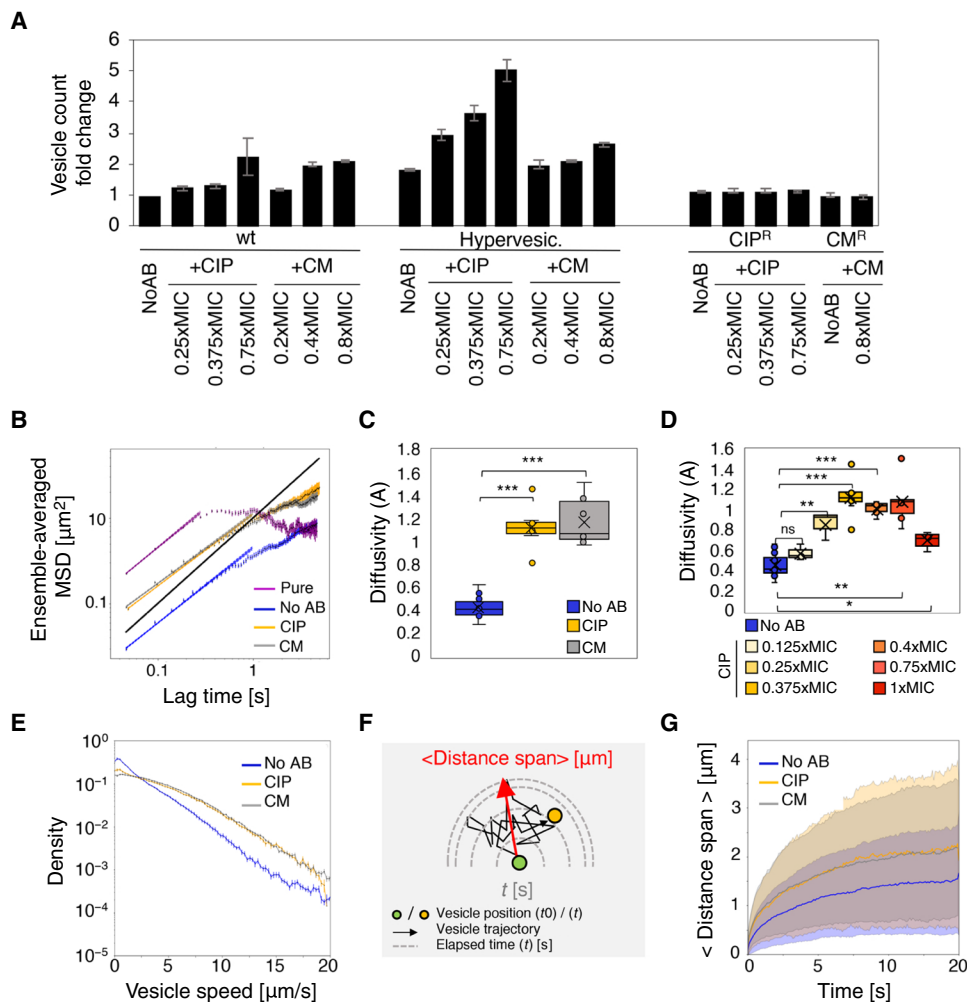 A
Vesicle count
fold change
6
5
4
3
2
1
0
wt
Hypervesic.
CIPᴿ
CMᴿ
NoAB
+CIP
+CM
NoAB
+CIP
+CM
NoAB
+CIP
NoAB
+CM
0.25xMIC
0.375xMIC
0.75xMIC
0.2xMIC
0.4xMIC
0.8xMIC
0.25xMIC
0.375xMIC
0.75xMIC
0.2xMIC
0.4xMIC
0.8xMIC
0.25xMIC
0.375xMIC
0.75xMIC
0.8xMIC
B
Ensemble-averaged
MSD [µm²]
10
0.1
Pure
No AB
CIP
CM
0.1
1
Lag time [s]
C
Diffusivity (A)
1.8
1.6
1.4
1.2
1
0.8
0.6
0.4
0.2
0
***
***
No AB
CIP
CM
D
Diffusivity (A)
1.6
1.4
1.2
1
0.8
0.6
0.4
0.2
0
***
***
**
ns
**
*
No AB
CIP
0.125xMIC
0.25xMIC
0.375xMIC
0.4xMIC
0.75xMIC
1xMIC
E
Density
10⁰
10⁻¹
10⁻²
10⁻³
10⁻⁴
10⁻⁵
No AB
CIP
CM
0 5 10 15 20
Vesicle speed [µm/s]
F
<Distance span> [µm]
t [s]
/ Vesicle position (t0) / (t)
Vesicle trajectory
Elapsed time (t) [s]
G
< Distance span > [µm]
4
3
2
1
0
No AB
CIP
CM
0 5 10 20
Time [s]